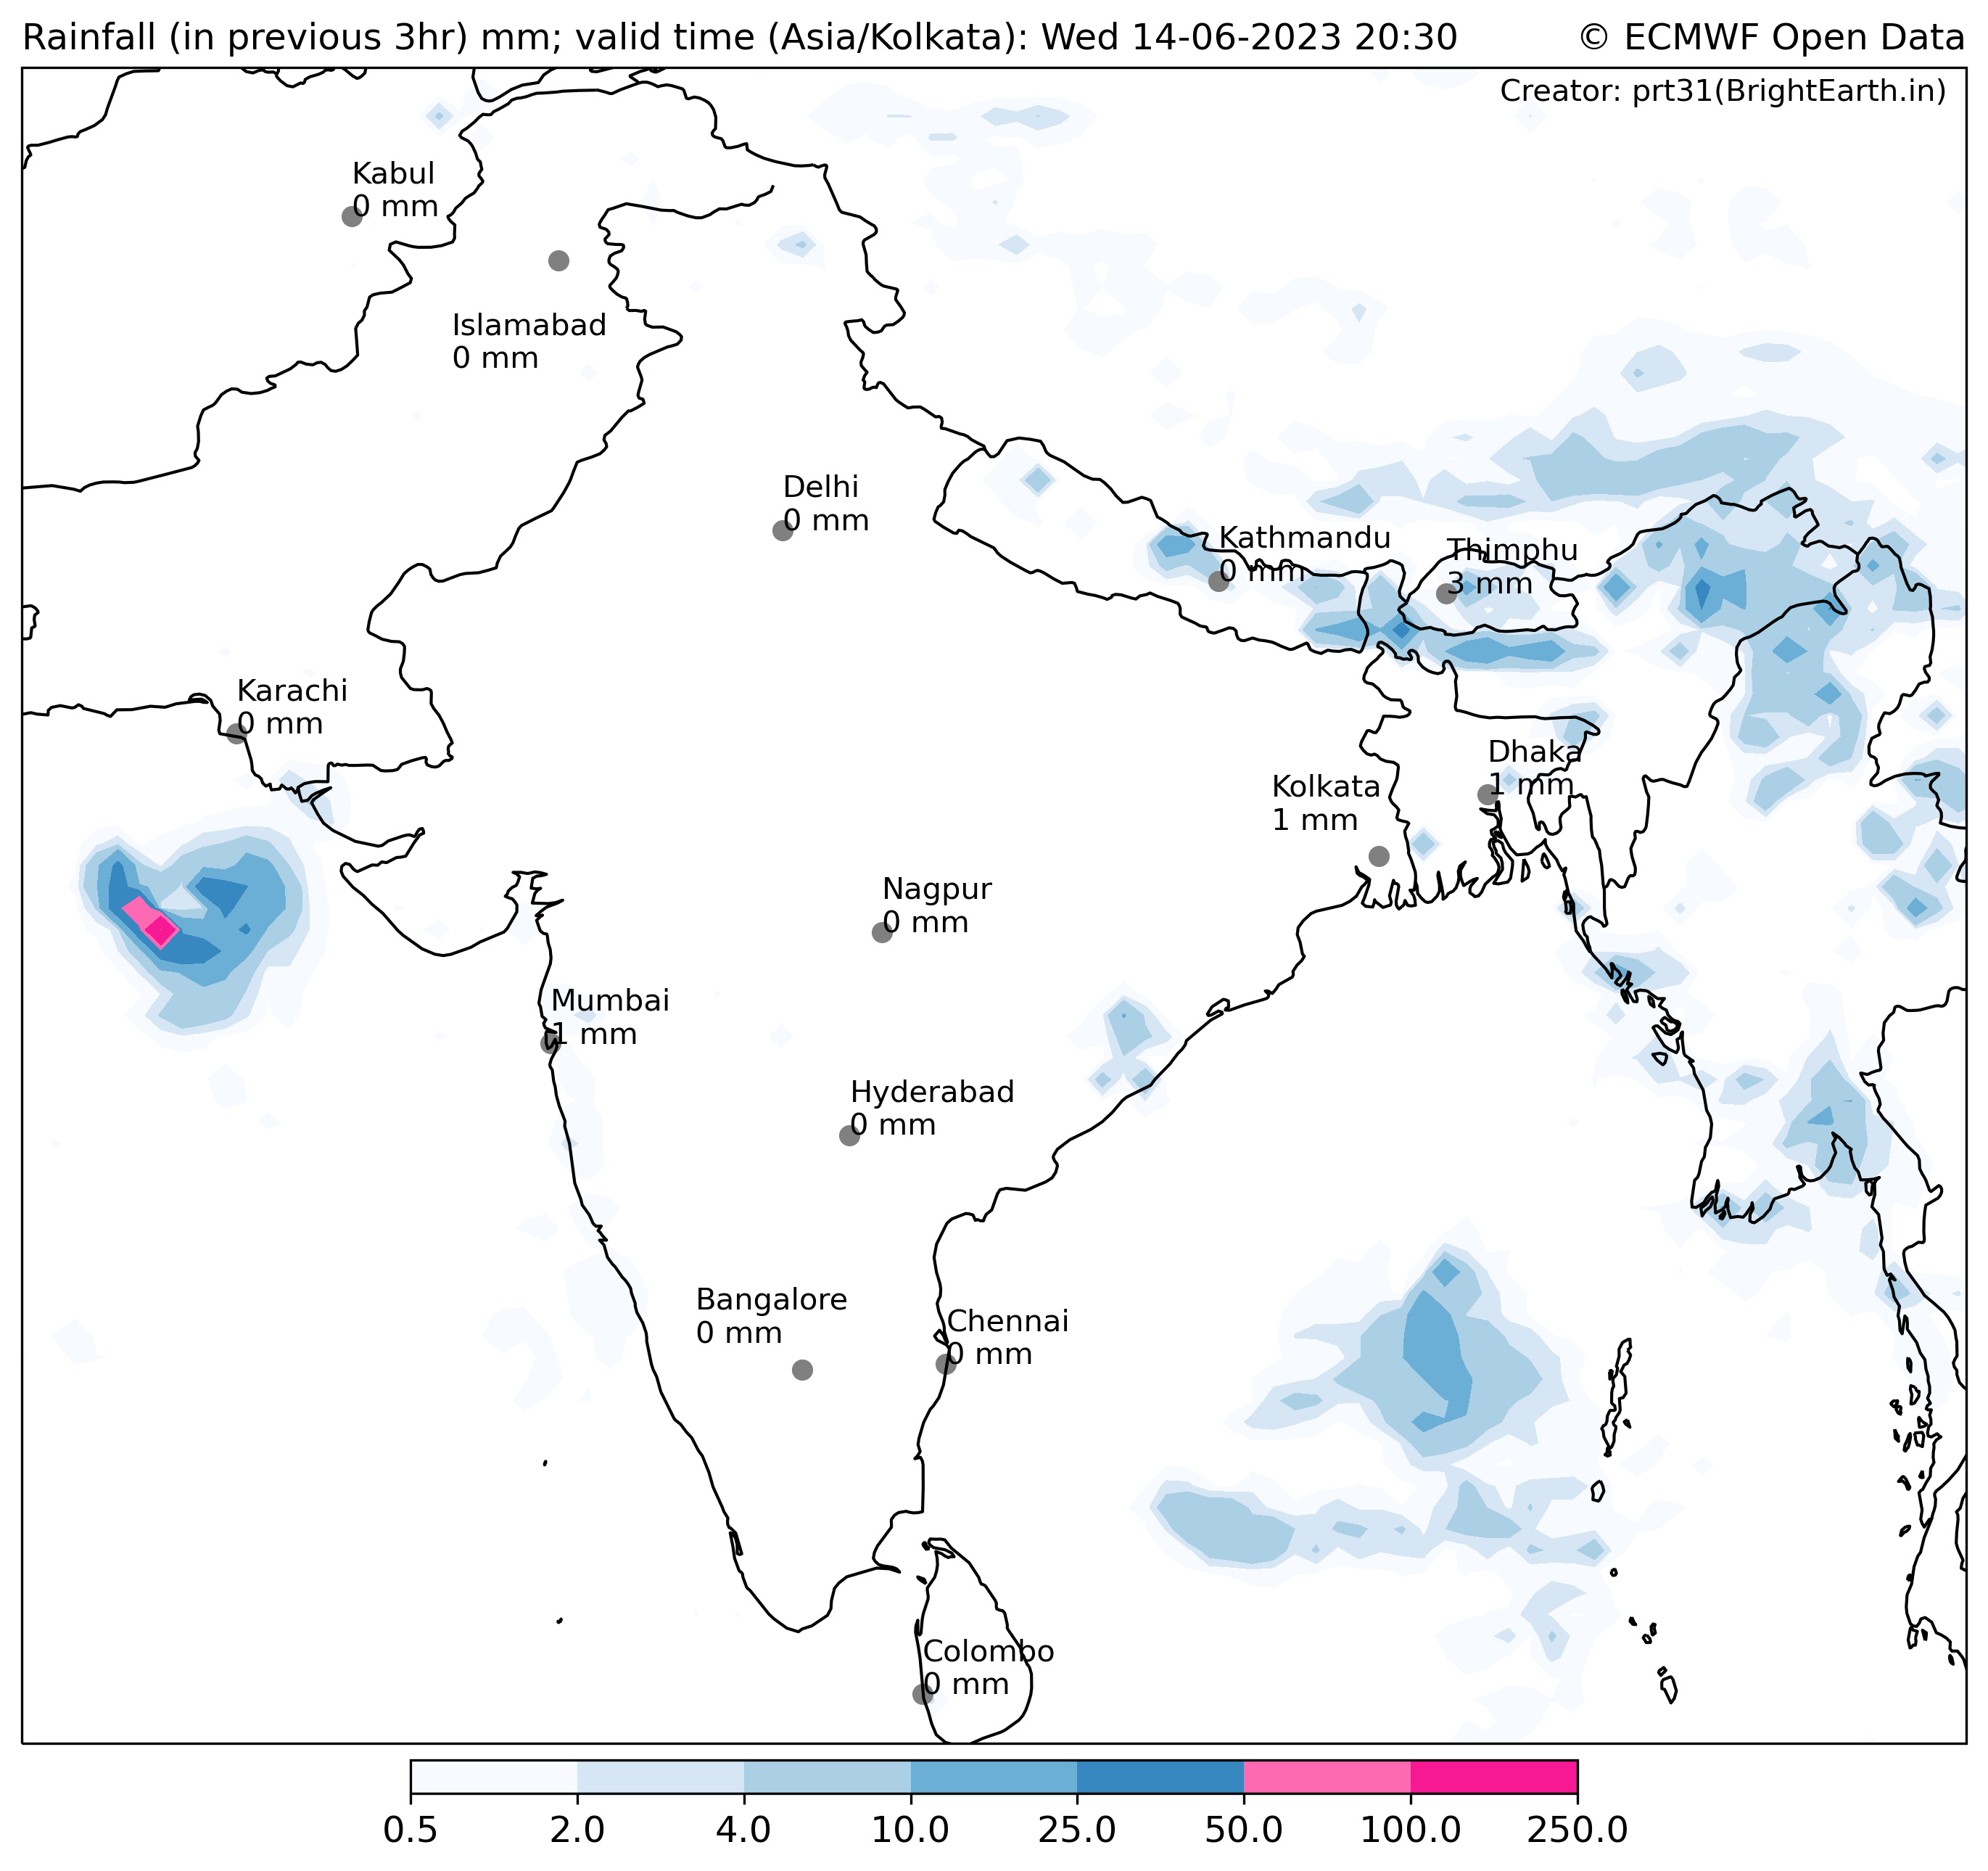 Rainfall (in previous 3hr) mm; valid time (Asia/Kolkata): Wed 14-06-2023 20:30
© ECMWF Open Data
Creator: prt31(BrightEarth.in)
Kabul
0 mm
Islamabad
0 mm
Delhi
0 mm
Kathmandu
0 mm
Thimphu
3 mm
Karachi
0 mm
Dhaka
1 mm
Kolkata
1 mm
Nagpur
0 mm
Mumbai
1 mm
Hyderabad
0 mm
Bangalore
0 mm
Chennai
0 mm
Colombo
0 mm
0.5 2.0 4.0 10.0 25.0 50.0 100.0 250.0